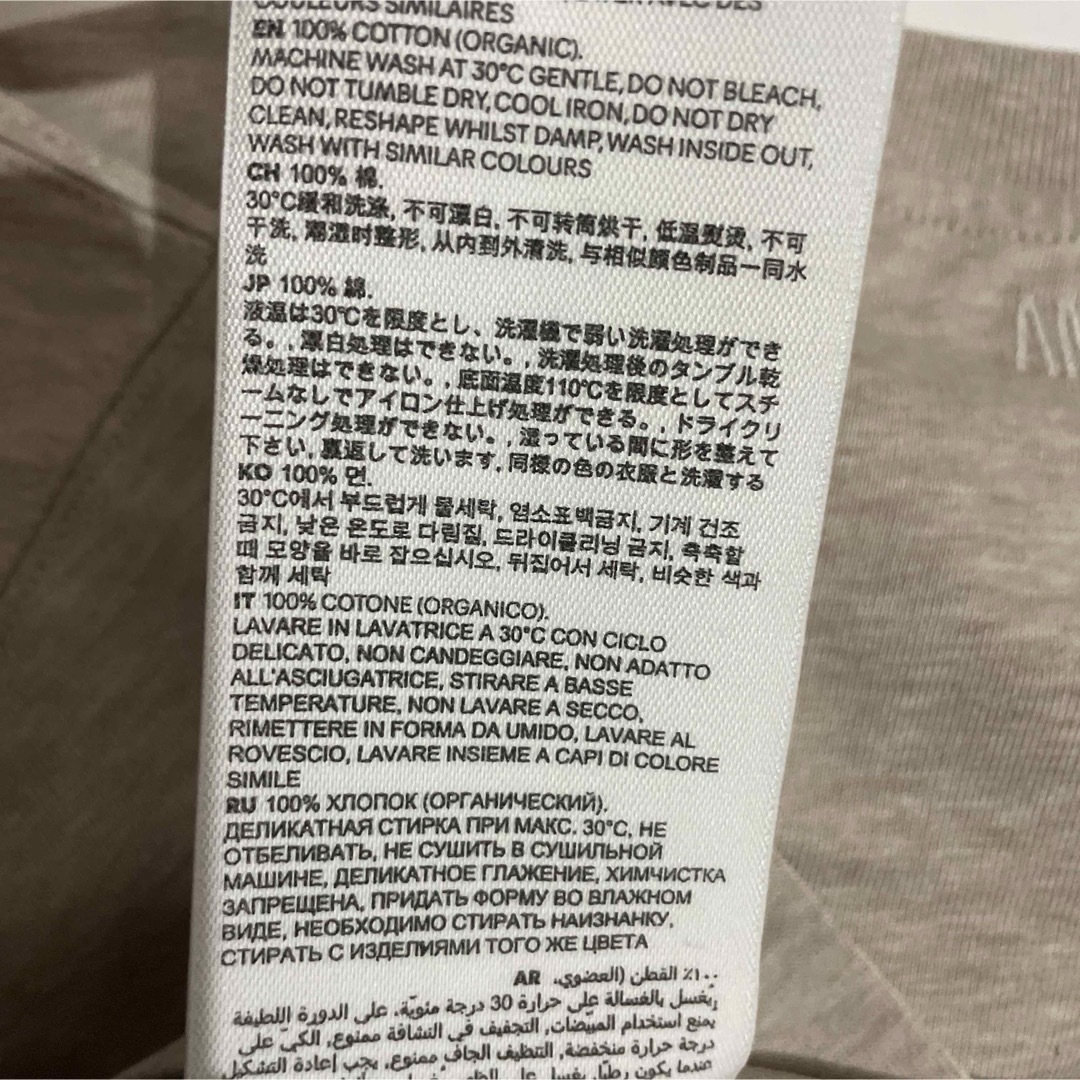 COULEURS SIMILAIRES
EN 100% COTTON (ORGANIC).
MACHINE WASH AT 30°C GENTLE, DO NOT BLEACH,
DO NOT TUMBLE DRY, COOL IRON, DO NOT DRY
CLEAN, RESHAPE WHILST DAMP, WASH INSIDE OUT,
WASH WITH SIMILAR COLOURS
CH 100% 棉.
30°C缓和洗涤, 不可漂白, 不可转筒烘干, 低温熨烫, 不可
干洗, 潮湿时整形, 从内到外清洗, 与相似颜色制品一同水
洗
JP 100% 綿.
液温は30℃を限度とし、洗濯機で弱い洗濯処理ができ
る。, 漂白処理はできない。, 洗濯処理後のタンブル乾
燥処理はできない。, 底面温度110℃を限度としてスチ
ームなしでアイロン仕上げ処理ができる。, ドライクリ
ーニング処理ができない。, 湿っている間に形を整えて
下さい, 裏返して洗います, 同様の色の衣服と洗濯する
KO 100% 면.
30°C에서 부드럽게 물세탁, 염소표백금지, 기계 건조
금지, 낮은 온도로 다림질, 드라이클리닝 금지, 촉촉할
때 모양을 바로 잡으십시오, 뒤집어서 세탁, 비슷한 색과
함께 세탁
IT 100% COTONE (ORGANICO).
LAVARE IN LAVATRICE A 30°C CON CICLO
DELICATO, NON CANDEGGIARE, NON ADATTO
ALL'ASCIUGATRICE, STIRARE A BASSE
TEMPERATURE, NON LAVARE A SECCO,
RIMETTERE IN FORMA DA UMIDO, LAVARE AL
ROVESCIO, LAVARE INSIEME A CAPI DI COLORE
SIMILE
RU 100% ХЛОПОК (ОРГАНИЧЕСКИЙ).
ДЕЛИКАТНАЯ СТИРКА ПРИ МАКС. 30°C, НЕ
ОТБЕЛИВАТЬ, НЕ СУШИТЬ В СУШИЛЬНОЙ
МАШИНЕ, ДЕЛИКАТНОЕ ГЛАЖЕНИЕ, ХИМЧИСТКА
ЗАПРЕЩЕНА, ПРИДАТЬ ФОРМУ ВО ВЛАЖНОМ
ВИДЕ, НЕОБХОДИМО СТИРАТЬ НАИЗНАНКУ,
СТИРАТЬ С ИЗДЕЛИЯМИ ТОГО ЖЕ ЦВЕТА
AR ١٠٠٪ القطن (العضوي).
يُغسل بالغسالة على حرارة 30 درجة مئويّة، على الدورة اللطيفة
يمنع استخدام المبيّضات, التجفيف في النشافة ممنوع, الكي على
درجة حرارة منخفضة, التنظيف الجاف ممنوع, يجب إعادة التشكيل
عندما يكون رطبًا, يغسل على